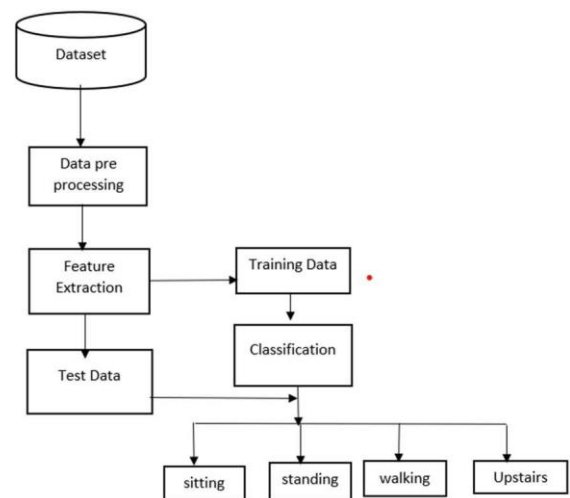 Dataset
Data pre
processing
Feature
Extraction
Training Data
Classification
Test Data
sitting
standing
walking
Upstairs